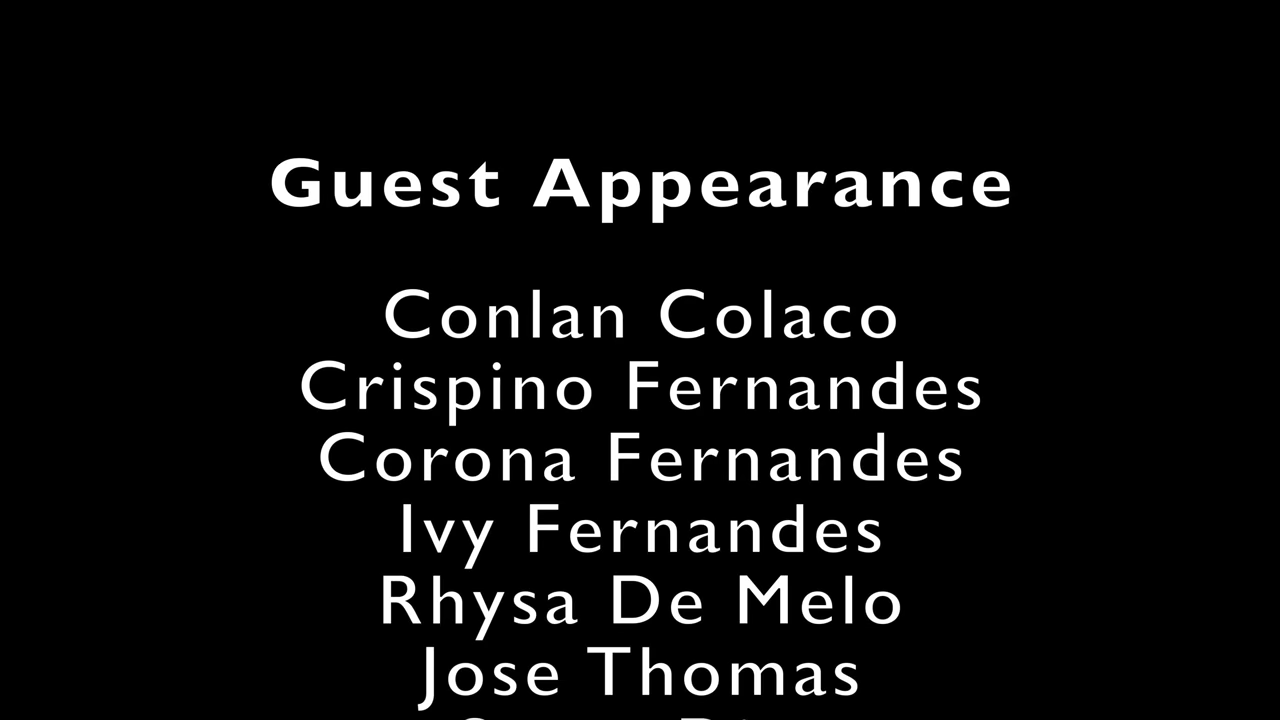 Guest Appearance
Conlan Colaco
Crispino Fernandes
Corona Fernandes
Ivy Fernandes
Rhysa De Melo
Jose Thomas